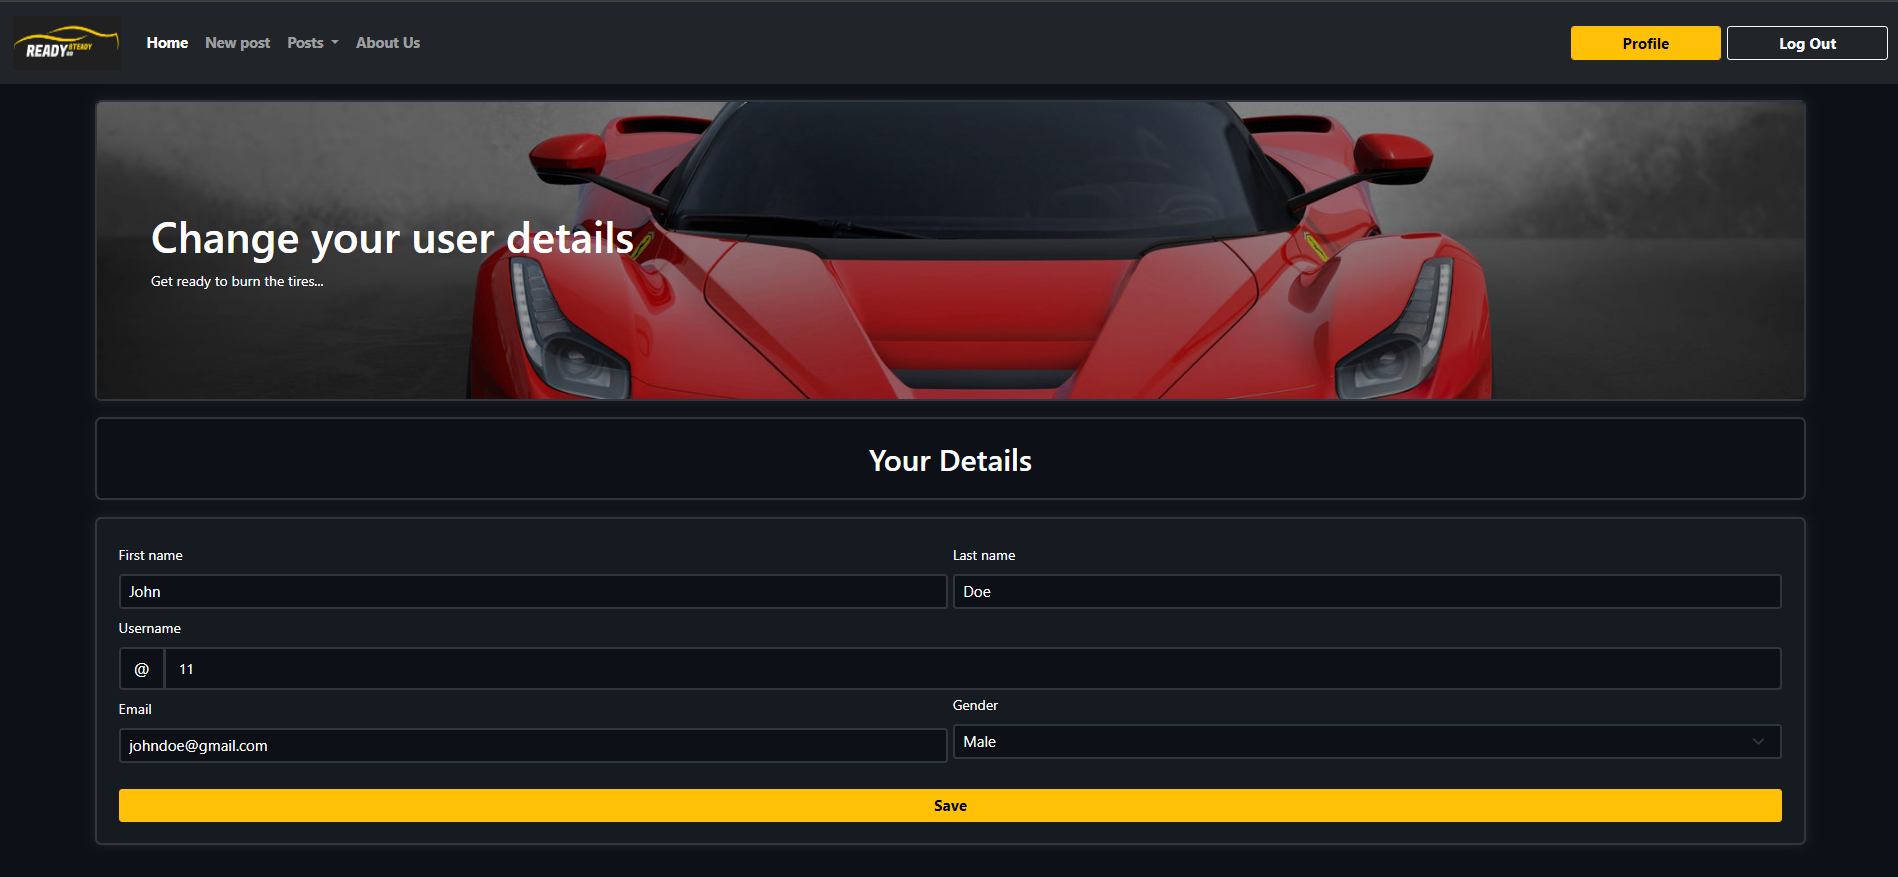 READY STEADY GO
Home New post Posts About Us Profile Log Out
Change your user details
Get ready to burn the tires...
Your Details
First name Last name
John Doe
Username
@ 11
Email Gender
johndoe@gmail.com Male
Save